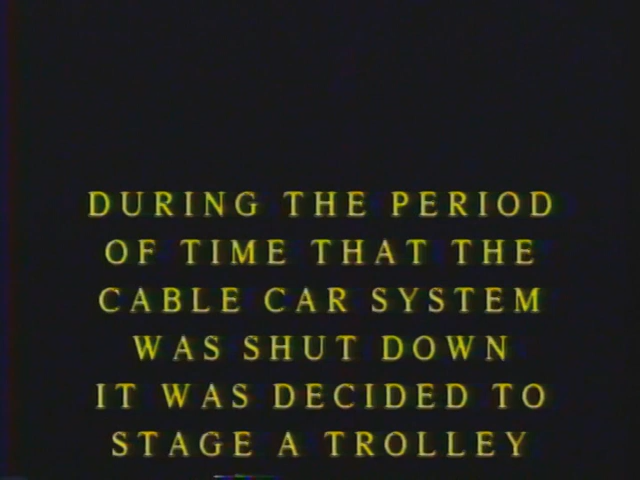 DURING THE PERIOD
OF TIME THAT THE
CABLE CAR SYSTEM
WAS SHUT DOWN
IT WAS DECIDED TO
STAGE A TROLLEY